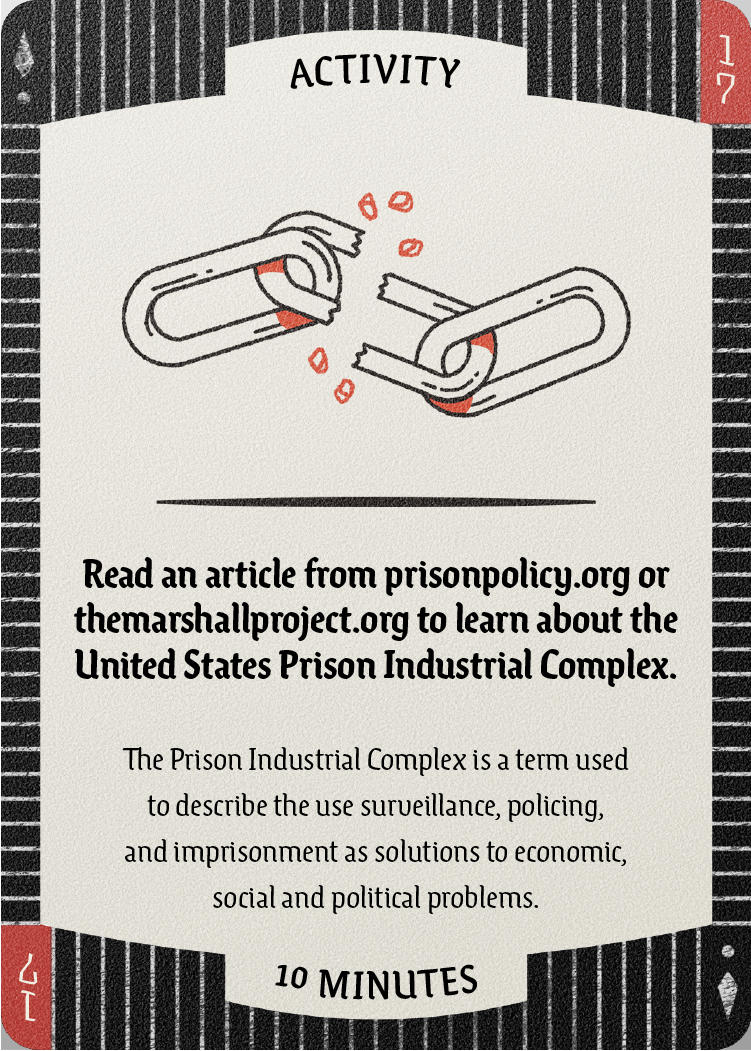 ACTIVITY
17
Read an article from prisonpolicy.org or
themarshallproject.org to learn about the
United States Prison Industrial Complex.
The Prison Industrial Complex is a term used
to describe the use surveillance, policing,
and imprisonment as solutions to economic,
social and political problems.
10 MINUTES
17